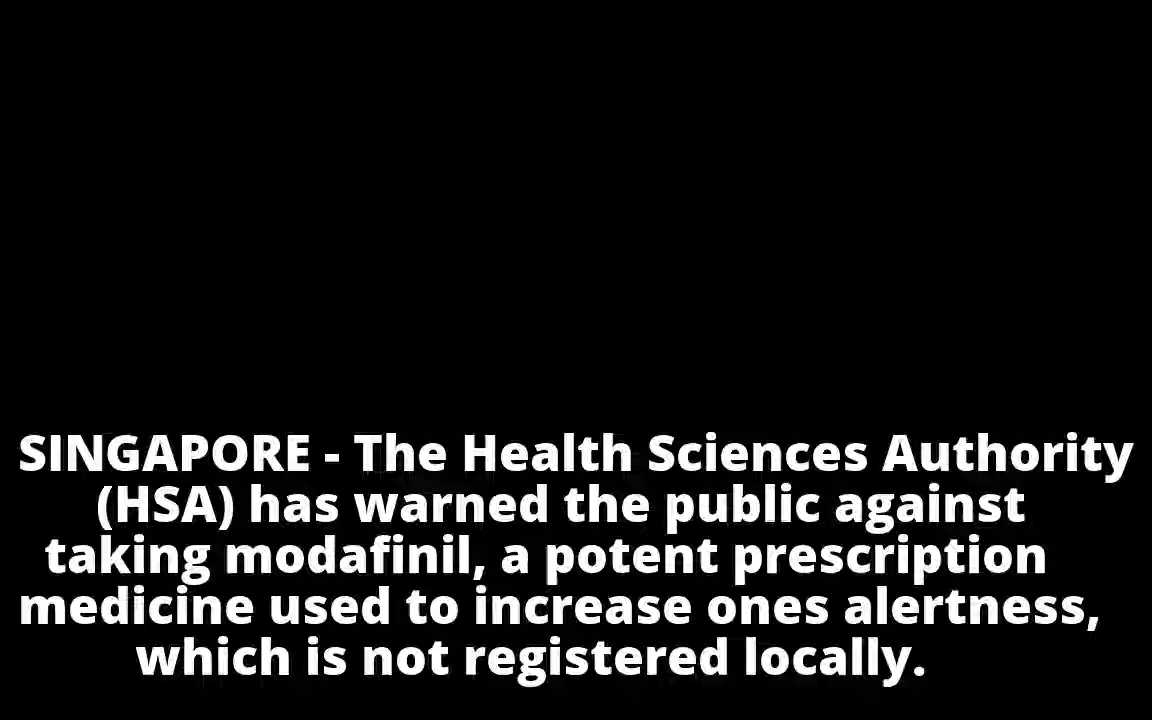 SINGAPORE - The Health Sciences Authority
(HSA) has warned the public against
taking modafinil, a potent prescription
medicine used to increase ones alertness,
which is not registered locally.